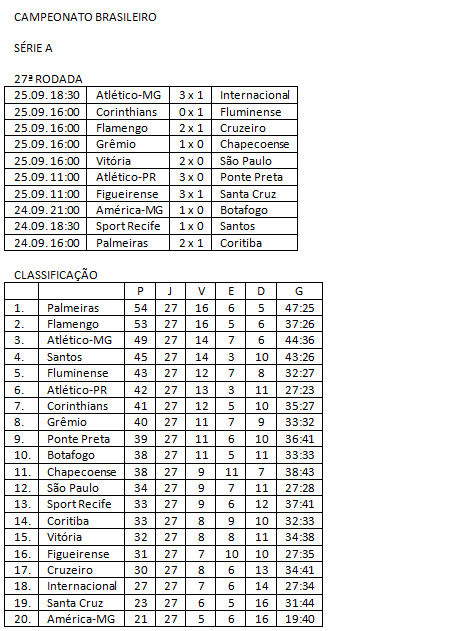 CAMPEONATO BRASILEIRO
SÉRIE A
27ª RODADA
25.09. 18:30 Atlético-MG 3 x 1 Internacional
25.09. 16:00 Corinthians 0 x 1 Fluminense
25.09. 16:00 Flamengo 2 x 1 Cruzeiro
25.09. 16:00 Grêmio 1 x 0 Chapecoense
25.09. 16:00 Vitória 2 x 0 São Paulo
25.09. 11:00 Atlético-PR 3 x 0 Ponte Preta
25.09. 11:00 Figueirense 3 x 1 Santa Cruz
24.09. 21:00 América-MG 1 x 0 Botafogo
24.09. 18:30 Sport Recife 1 x 0 Santos
24.09. 16:00 Palmeiras 2 x 1 Coritiba
CLASSIFICAÇÃO
P J V E D G
1. Palmeiras 54 27 16 6 5 47:25
2. Flamengo 53 27 16 5 6 37:26
3. Atlético-MG 49 27 14 7 6 44:36
4. Santos 45 27 14 3 10 43:26
5. Fluminense 43 27 12 7 8 32:27
6. Atlético-PR 42 27 13 3 11 27:23
7. Corinthians 41 27 12 5 10 35:27
8. Grêmio 40 27 11 7 9 33:32
9. Ponte Preta 39 27 11 6 10 36:41
10. Botafogo 38 27 11 5 11 33:33
11. Chapecoense 38 27 9 11 7 38:43
12. São Paulo 34 27 9 7 11 27:28
13. Sport Recife 33 27 9 6 12 37:41
14. Coritiba 33 27 8 9 10 32:33
15. Vitória 32 27 8 8 11 34:38
16. Figueirense 31 27 7 10 10 27:35
17. Cruzeiro 30 27 8 6 13 34:41
18. Internacional 27 27 7 6 14 27:34
19. Santa Cruz 23 27 6 5 16 31:44
20. América-MG 21 27 5 6 16 19:40